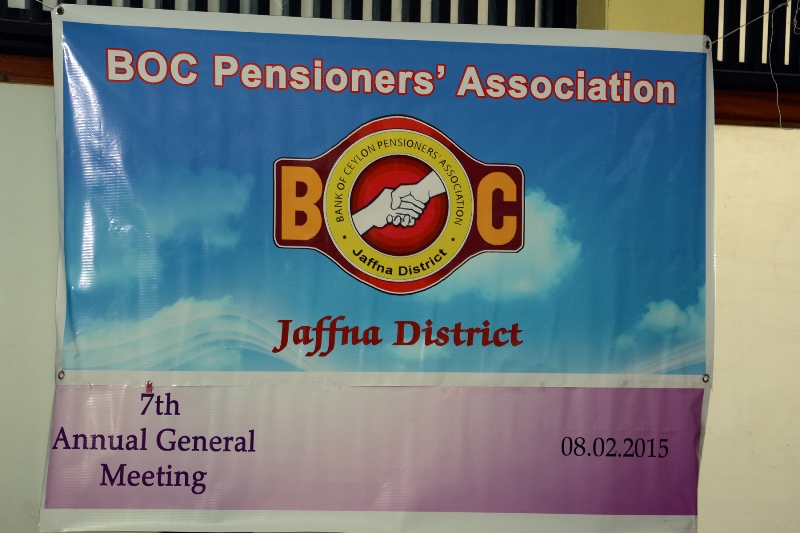 BOC Pensioners' Association
BANK OF CEYLON PENSIONERS' ASSOCIATION
BOC
• Jaffna District •
Jaffna District
7th
Annual General
Meeting
08.02.2015